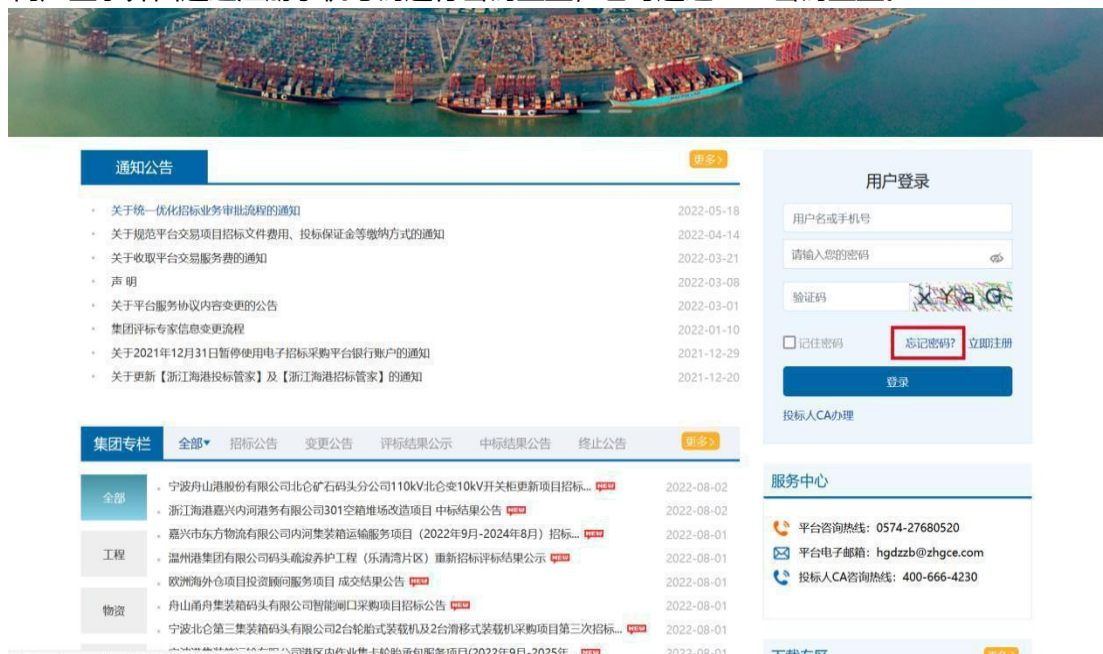 通知公告
更多>
关于统一优化招标业务审批流程的通知 2022-05-18
关于规范平台交易项目招标文件费用、投标保证金等缴纳方式的通知 2022-04-14
关于收取平台交易服务费的通知 2022-03-21
声 明 2022-03-08
关于平台服务协议内容变更的公告 2022-03-01
集团评标专家信息变更流程 2022-01-10
关于2021年12月31日暂停使用电子招标采购平台银行账户的通知 2021-12-29
关于更新【浙江海港投标管家】及【浙江海港招标管家】的通知 2021-12-20
用户登录
用户名或手机号
请输入您的密码
验证码 XYaG
记住密码 忘记密码? 立即注册
登录
投标人CA办理
集团专栏 全部 招标公告 变更公告 评标结果公示 中标结果公告 终止公告 更多>
全部
工程
物资
宁波舟山港股份有限公司北仑矿石码头分公司110kV北仑变10kV开关柜更新项目招标... NEW 2022-08-02
浙江海港嘉兴内河港务有限公司301空箱堆场改造项目 中标结果公告 NEW 2022-08-02
嘉兴市东方物流有限公司内河集装箱运输服务项目（2022年9月-2024年8月）招标... NEW 2022-08-01
温州港集团有限公司码头疏浚养护工程（乐清湾片区）重新招标评标结果公示 NEW 2022-08-01
欧洲海外仓项目投资顾问服务项目 成交结果公告 NEW 2022-08-01
舟山甬舟集装箱码头有限公司智能闸口采购项目招标公告 NEW 2022-08-01
宁波北仑第三集装箱码头有限公司2台轮胎式装载机及2台滑移式装载机采购项目第三次招标... NEW 2022-08-01
服务中心
平台咨询热线：0574-27680520
平台电子邮箱：hgdzzb@zhgce.com
投标人CA咨询热线：400-666-4230